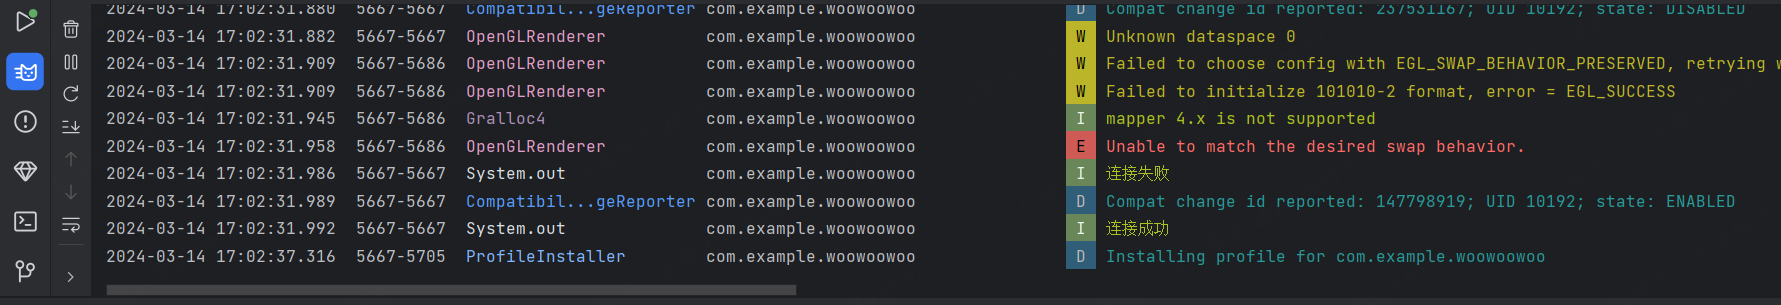 2024-03-14 17:02:31.880 5667-5667 Compatibil...geReporter com.example.woowoowoo D Compat change id reported: 237531167; UID 10192; state: DISABLED
2024-03-14 17:02:31.882 5667-5667 OpenGLRenderer com.example.woowoowoo W Unknown dataspace 0
2024-03-14 17:02:31.909 5667-5686 OpenGLRenderer com.example.woowoowoo W Failed to choose config with EGL_SWAP_BEHAVIOR_PRESERVED, retrying
2024-03-14 17:02:31.909 5667-5686 OpenGLRenderer com.example.woowoowoo W Failed to initialize 101010-2 format, error = EGL_SUCCESS
2024-03-14 17:02:31.945 5667-5686 Gralloc4 com.example.woowoowoo I mapper 4.x is not supported
2024-03-14 17:02:31.958 5667-5686 OpenGLRenderer com.example.woowoowoo E Unable to match the desired swap behavior.
2024-03-14 17:02:31.986 5667-5667 System.out com.example.woowoowoo I 连接失败
2024-03-14 17:02:31.989 5667-5667 Compatibil...geReporter com.example.woowoowoo D Compat change id reported: 147798919; UID 10192; state: ENABLED
2024-03-14 17:02:31.992 5667-5667 System.out com.example.woowoowoo I 连接成功
2024-03-14 17:02:37.316 5667-5705 ProfileInstaller com.example.woowoowoo D Installing profile for com.example.woowoowoo